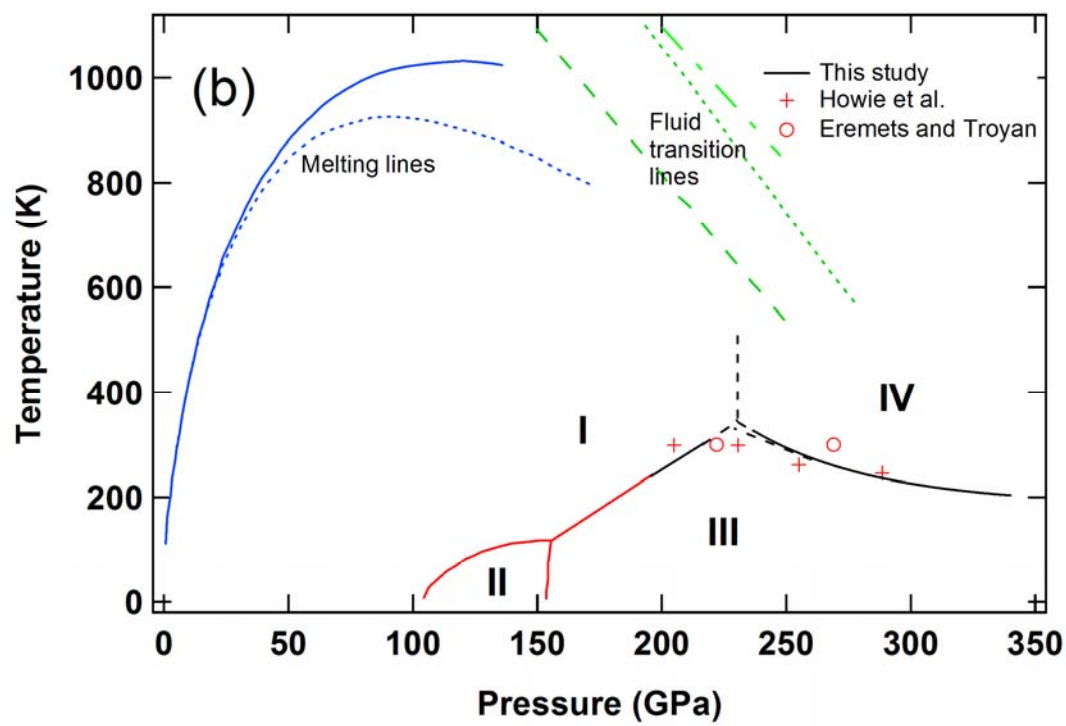 (b)
This study
Howie et al.
Eremets and Troyan
Melting lines
Fluid
transition
lines
I
II
III
IV
Temperature (K)
1000
800
600
400
200
0
0 50 100 150 200 250 300 350
Pressure (GPa)